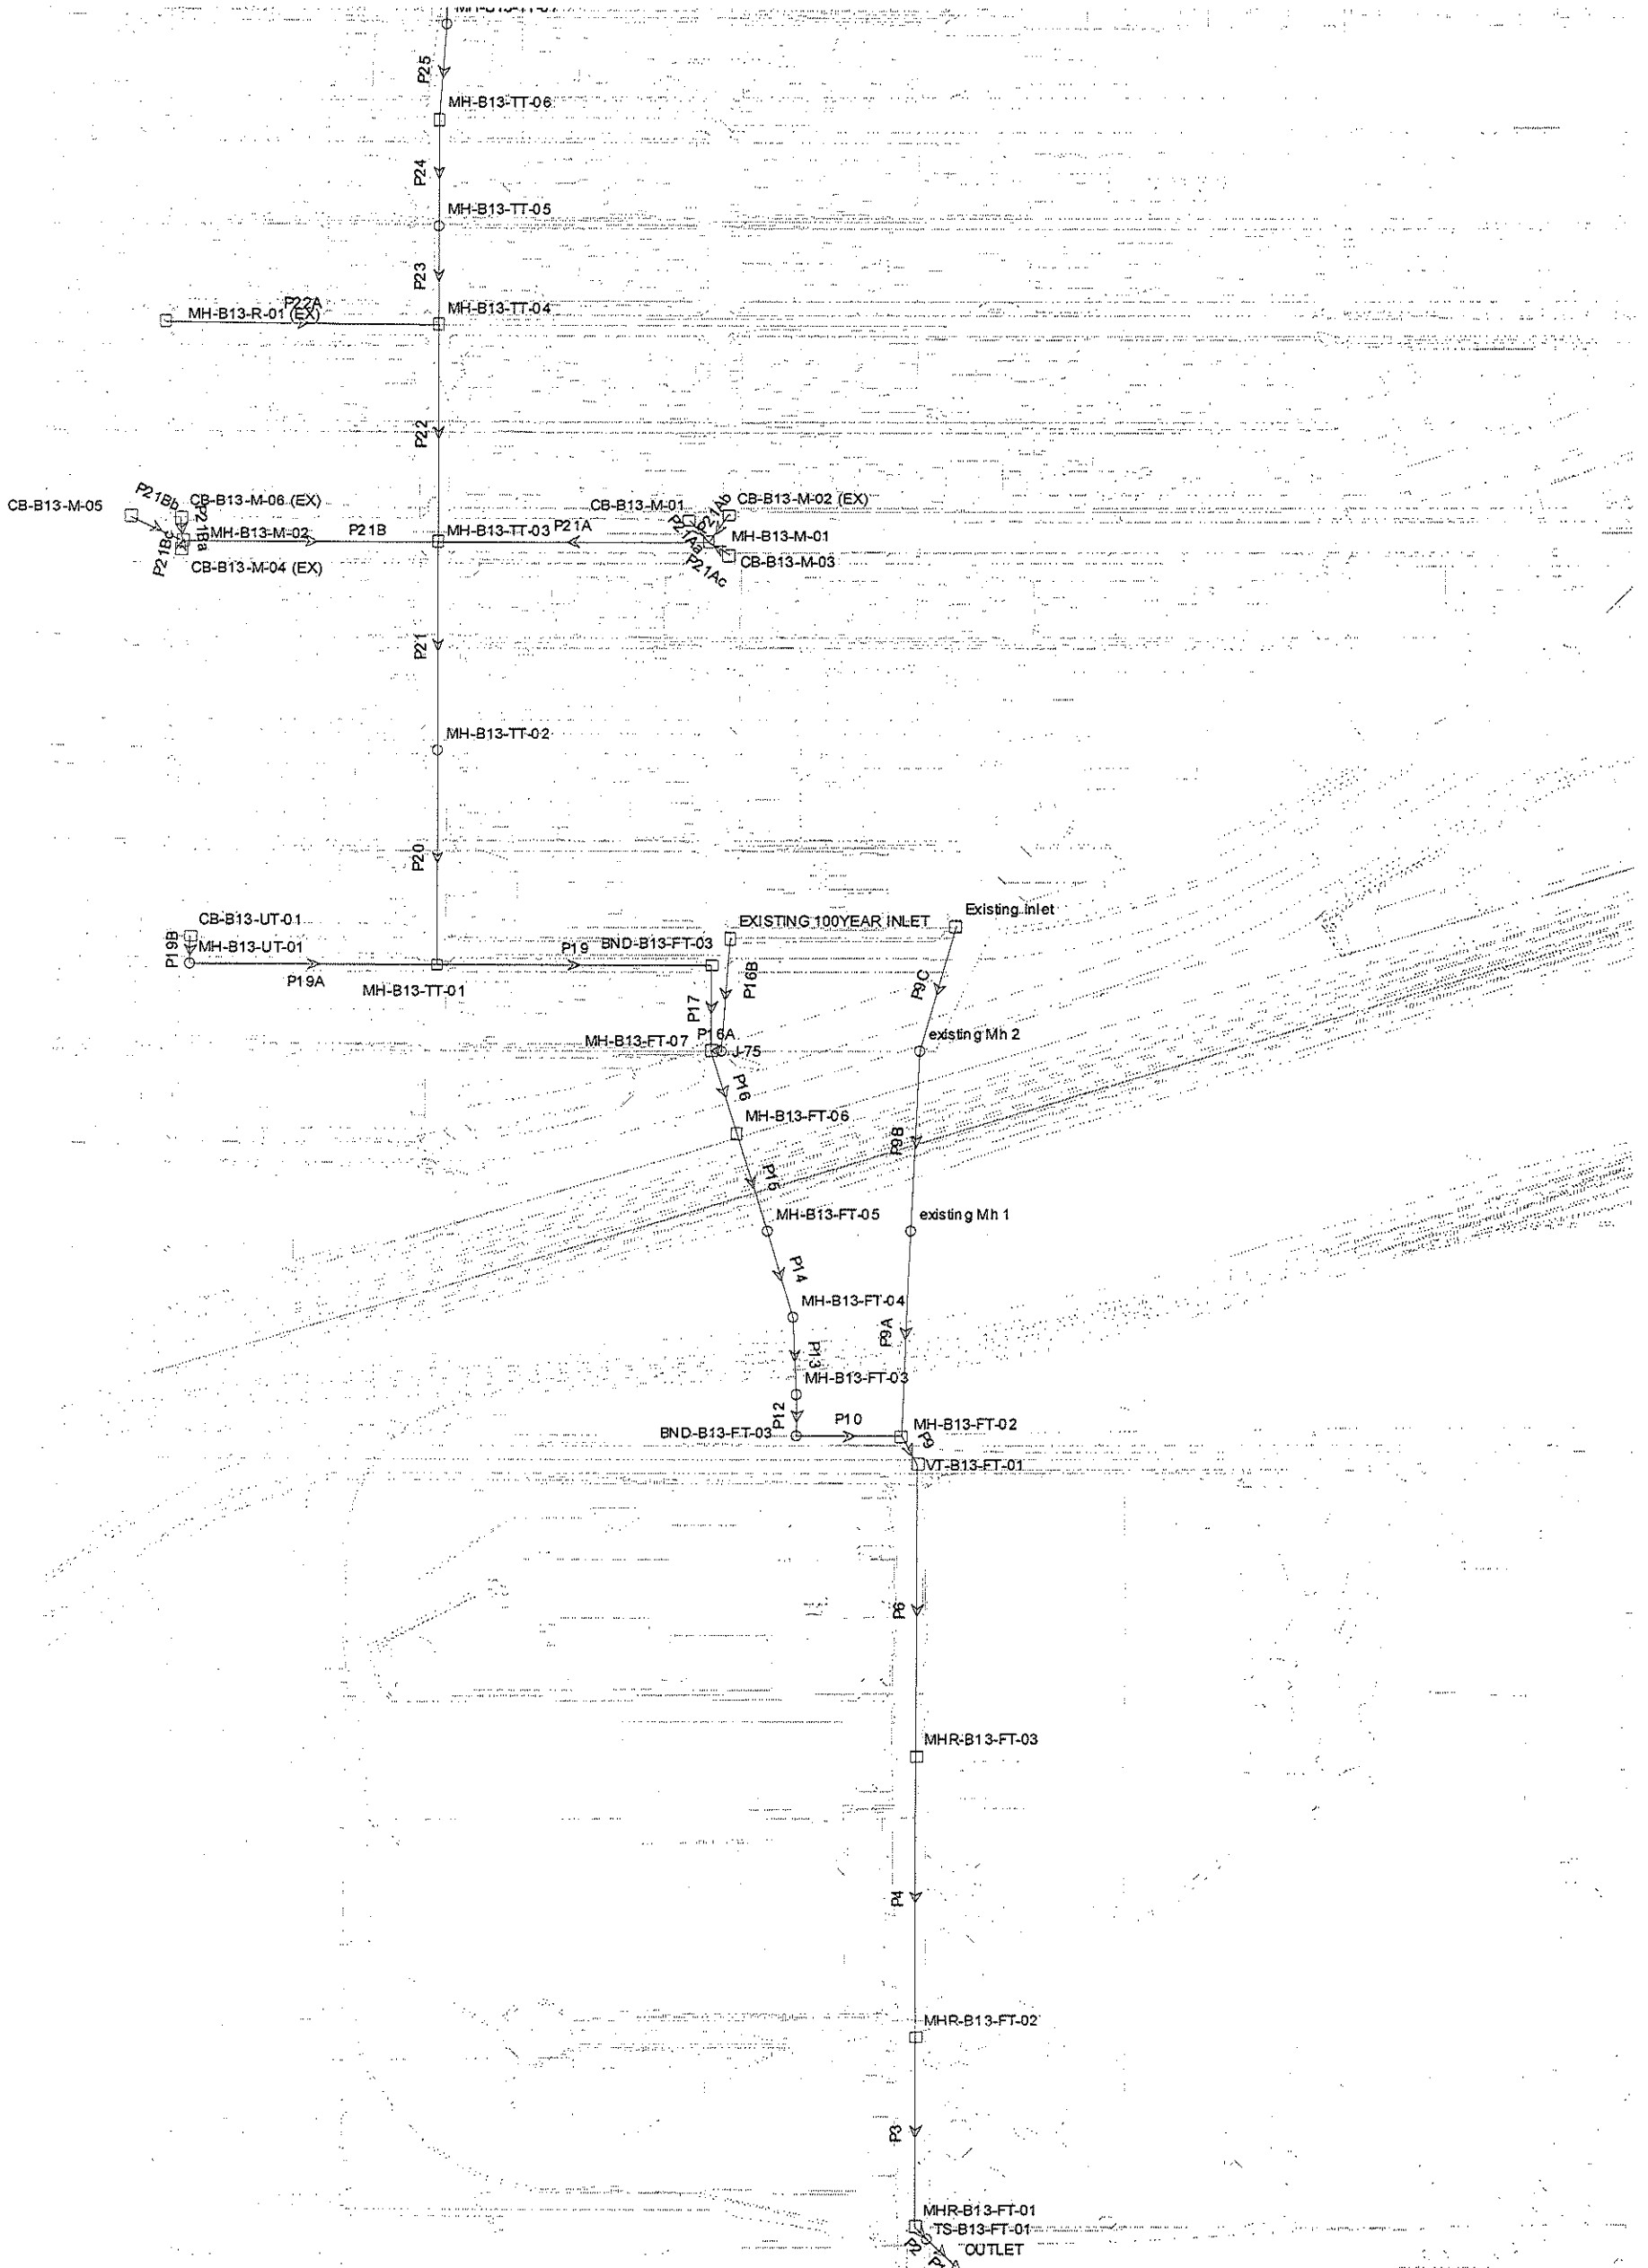 P25
MH-B13-TT-06
P24
MH-B13-TT-05
P23
P22A
MH-B13-R-01 (EX)
MH-B13-TT-04
P22
P21Bb
CB-B13-M-06 (EX)
CB-B13-M-05
P21Ba
MH-B13-M-02
P21B
P21Bc
CB-B13-M-04 (EX)
MH-B13-TT-03
P21A
CB-B13-M-01
P21Ab
CB-B13-M-02 (EX)
P21Aa
MH-B13-M-01
CB-B13-M-03
P21Ac
P21
MH-B13-TT-02
P20
CB-B13-UT-01
P19B
MH-B13-UT-01
P19A
MH-B13-TT-01
P19
BND-B13-FT-03
EXISTING 100YEAR INLET
Existing inlet
P17
P16B
P9C
MH-B13-FT-07
P16A
J-75
existing Mh 2
P16
MH-B13-FT-06
P9B
P15
MH-B13-FT-05
existing Mh 1
P14
MH-B13-FT-04
P9A
P13
MH-B13-FT-03
P12
P10
BND-B13-FT-03
MH-B13-FT-02
VT-B13-FT-01
P6
MHR-B13-FT-03
P4
MHR-B13-FT-02
P3
MHR-B13-FT-01
TS-B13-FT-01
OUTLET